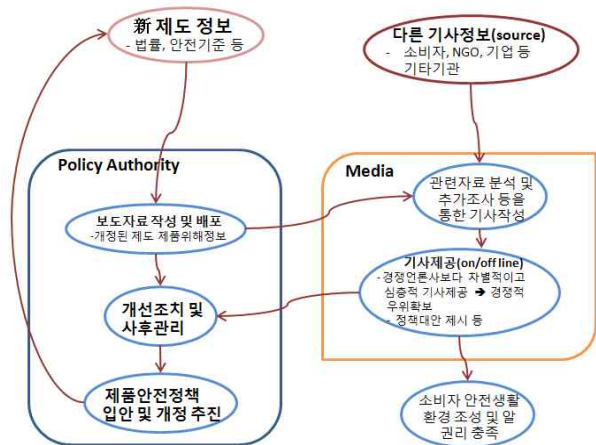 新 제도 정보
- 법률, 안전기준 등
다른 기사정보(source)
- 소비자, NGO, 기업 등
기타기관
Policy Authority
보도자료 작성 및 배포
-개정된 제도 제품위해정보
개선조치 및
사후관리
제품안전정책
입안 및 개정 추진
Media
관련자료 분석 및
추가조사 등을
통한 기사작성
기사제공(on/off line)
-경쟁언론사보다 차별적이고
심층적 기사제공 ➔ 경쟁적
우위확보
- 정책대안 제시 등
소비자 안전생활
환경 조성 및 알
권리 충족